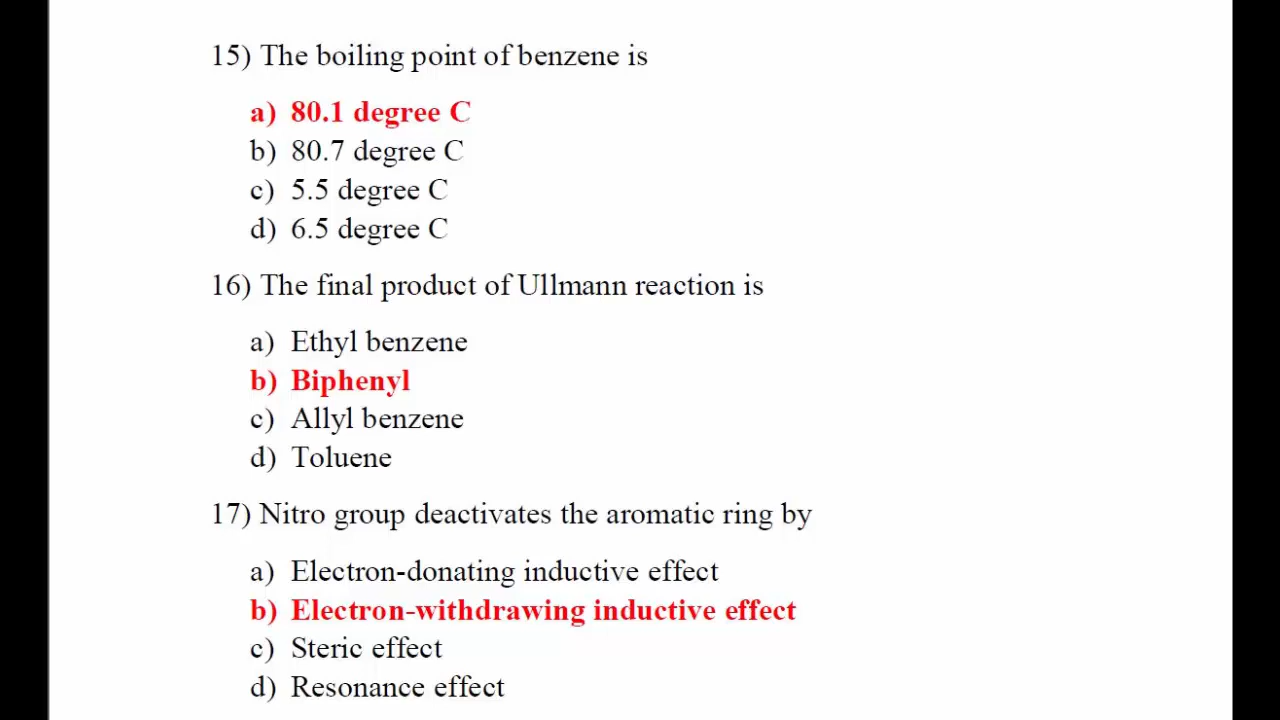 15) The boiling point of benzene is
a) 80.1 degree C
b) 80.7 degree C
c) 5.5 degree C
d) 6.5 degree C
16) The final product of Ullmann reaction is
a) Ethyl benzene
b) Biphenyl
c) Allyl benzene
d) Toluene
17) Nitro group deactivates the aromatic ring by
a) Electron-donating inductive effect
b) Electron-withdrawing inductive effect
c) Steric effect
d) Resonance effect